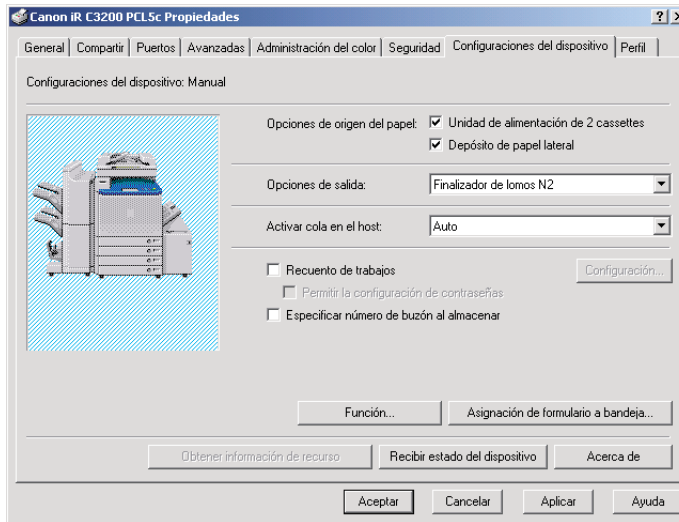 Canon iR C3200 PCL5c Propiedades
General Compartir Puertos Avanzadas Administración del color Seguridad Configuraciones del dispositivo Perfil
Configuraciones del dispositivo: Manual
Opciones de origen del papel: Unidad de alimentación de 2 cassettes
Depósito de papel lateral
Opciones de salida: Finalizador de lomos N2
Activar cola en el host: Auto
Recuento de trabajos Configuración...
Permitir la configuración de contraseñas
Especificar número de buzón al almacenar
Función... Asignación de formulario a bandeja...
Obtener información de recurso Recibir estado del dispositivo Acerca de
Aceptar Cancelar Aplicar Ayuda